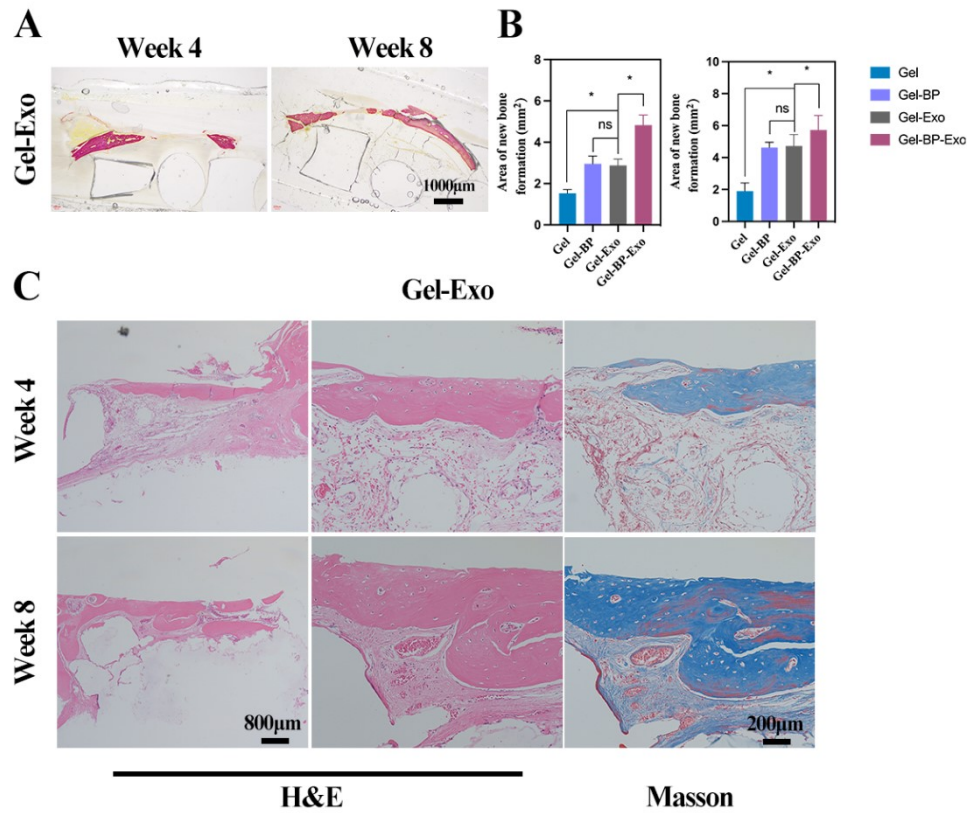 A
Week 4
Week 8
Gel-Exo
1000μm
B
Area of new bone
formation (mm²)
8
6
4
2
0
*
*
ns
Gel
Gel-BP
Gel-Exo
Gel-BP-Exo
Area of new bone
formation (mm²)
10
8
6
4
2
0
*
*
ns
Gel
Gel-BP
Gel-Exo
Gel-BP-Exo
Gel
Gel-BP
Gel-Exo
Gel-BP-Exo
C
Gel-Exo
Week 4
Week 8
800μm
200μm
H&E
Masson